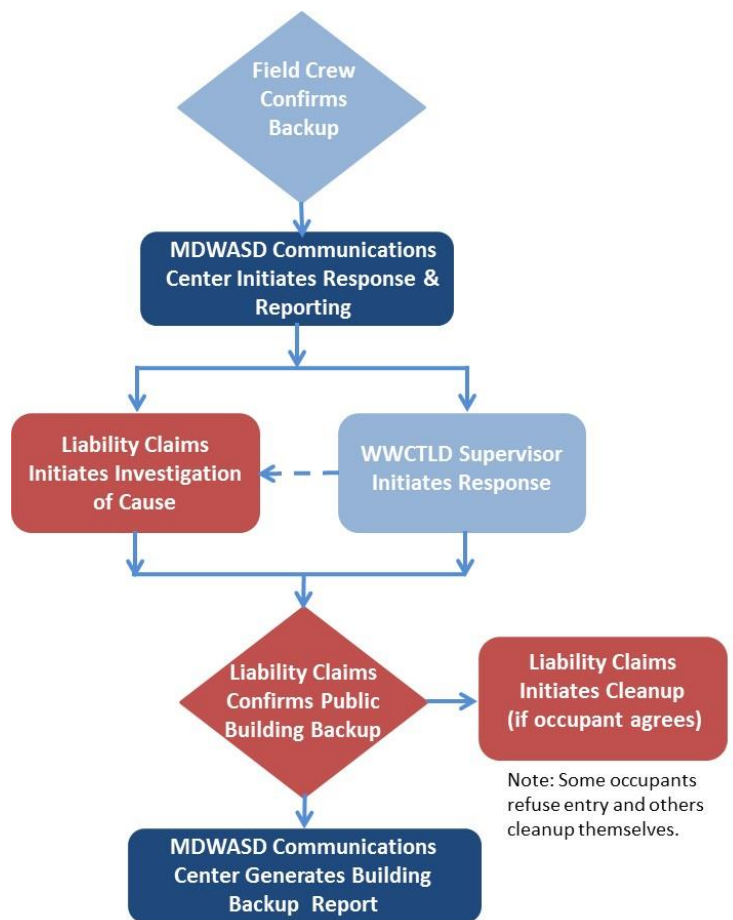 Field Crew
Confirms
Backup
MDWASD Communications
Center Initiates Response &
Reporting
Liability Claims
Initiates Investigation
of Cause
WWCTLD Supervisor
Initiates Response
Liability Claims
Confirms Public
Building Backup
Liability Claims
Initiates Cleanup
(if occupant agrees)
Note: Some occupants
refuse entry and others
cleanup themselves.
MDWASD Communications
Center Generates Building
Backup Report